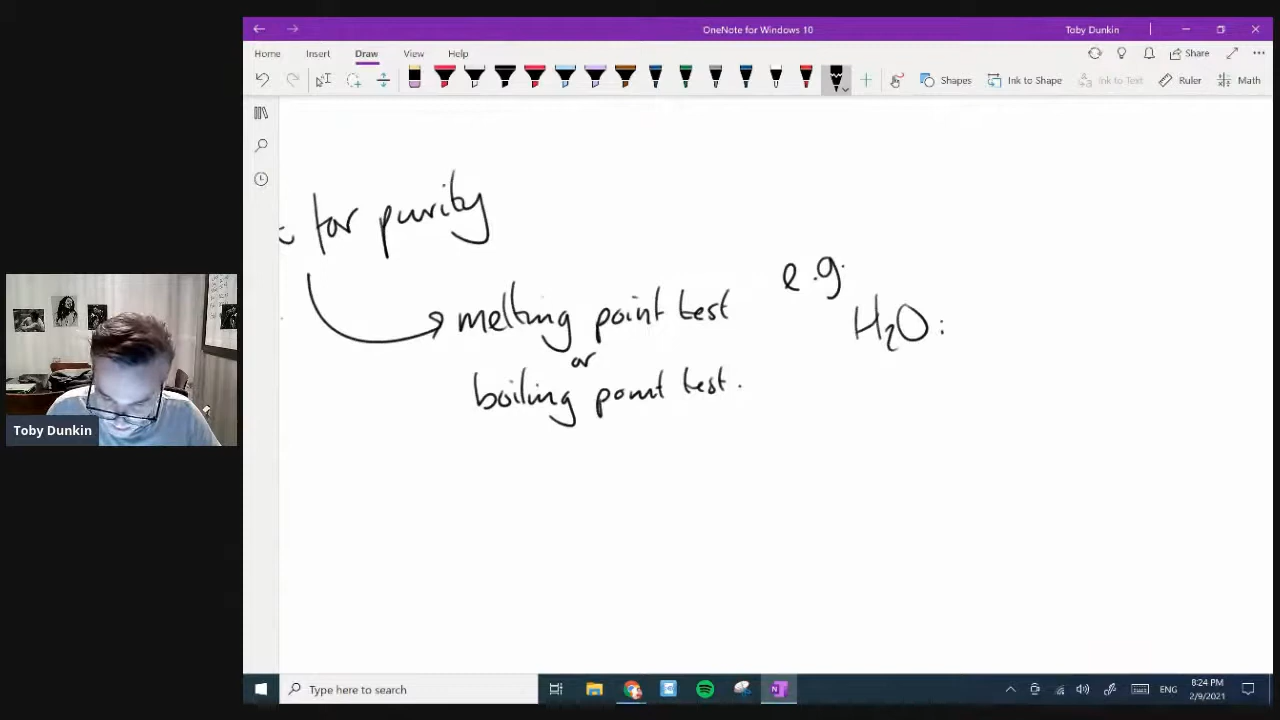 OneNote for Windows 10
Toby Dunkin
Home Insert Draw View Help
Share
Shapes Ink to Shape Ink to Text Ruler Math
for purity
e.g.
melting point test
H₂O:
or
boiling point test.
Toby Dunkin
Type here to search
ENG
8:24 PM
2/9/2021